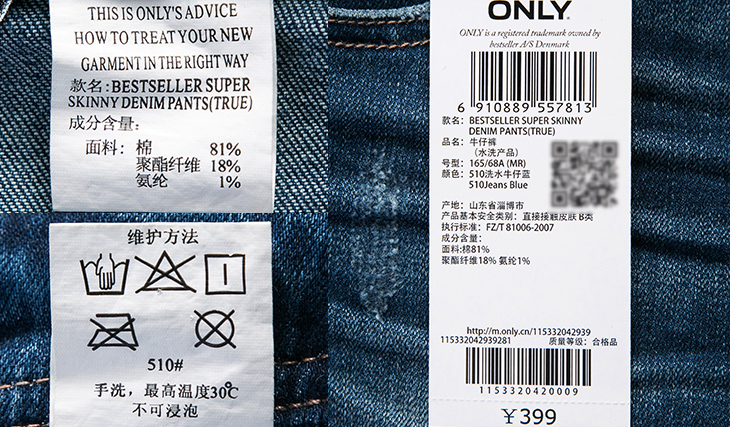 THIS IS ONLY'S ADVICE
HOW TO TREAT YOUR NEW
GARMENT IN THE RIGHT WAY
款名:BESTSELLER SUPER
SKINNY DENIM PANTS(TRUE)
成分含量:
面料: 棉 81%
聚酯纤维 18%
氨纶 1%
维护方法
510#
手洗，最高温度30℃
不可浸泡
ONLY
ONLY is a registered trademark owned by
bestseller A/S Denmark
6 910889 557813
款名: BESTSELLER SUPER SKINNY
DENIM PANTS(TRUE)
品名: 牛仔裤
(水洗产品)
号型: 165/68A (MR)
颜色: 510洗水牛仔蓝
510Jeans Blue
产地: 山东省淄博市
产品基本安全类别: 直接接触皮肤 B类
执行标准: FZ/T 81006-2007
成分含量:
面料:棉81%
聚酯纤维18% 氨纶1%
http://m.only.cn/115332042939
115332042939281 质量等级: 合格品
1153320420009
￥399